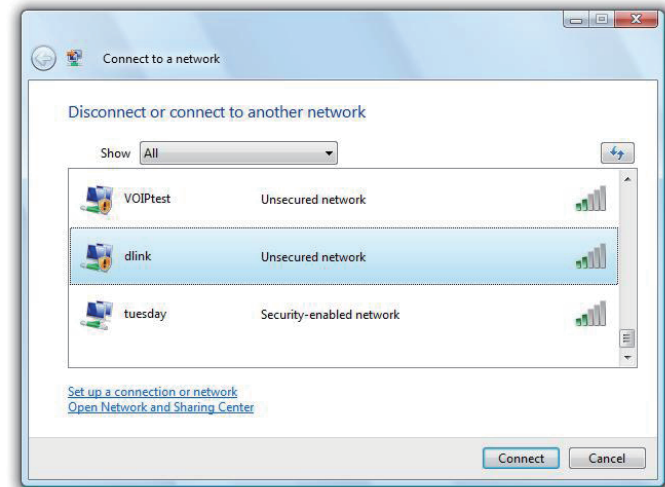 Connect to a network
Disconnect or connect to another network
Show All
VOIPtest Unsecured network
dlink Unsecured network
tuesday Security-enabled network
Set up a connection or network
Open Network and Sharing Center
Connect Cancel